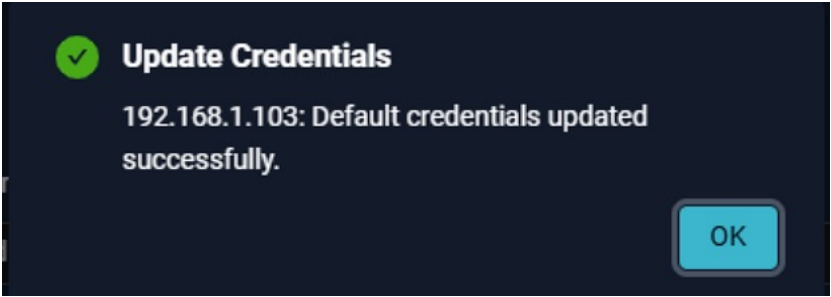 Update Credentials
192.168.1.103: Default credentials updated
successfully.
OK